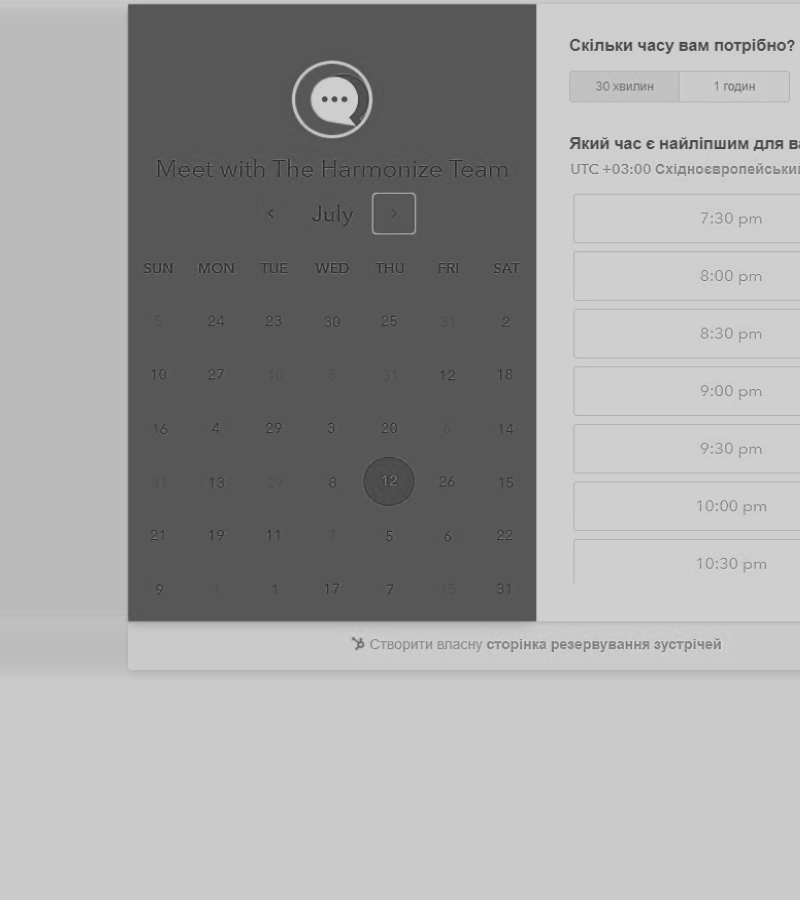 Meet with The Harmonize Team
July
SUN MON TUE WED THU FRI SAT
5 24 23 30 25 31 2
10 27 10 8 31 12 18
16 4 29 3 20 6 14
31 13 29 8 12 26 15
21 19 11 7 5 6 22
9 1 1 17 7 15 31
Скільки часу вам потрібно?
30 хвилин 1 годин
Який час є найліпшим для
UTC +03:00 Східноєвропейський
7:30 pm
8:00 pm
8:30 pm
9:00 pm
9:30 pm
10:00 pm
10:30 pm
Створити власну сторінка резервування зустрічей